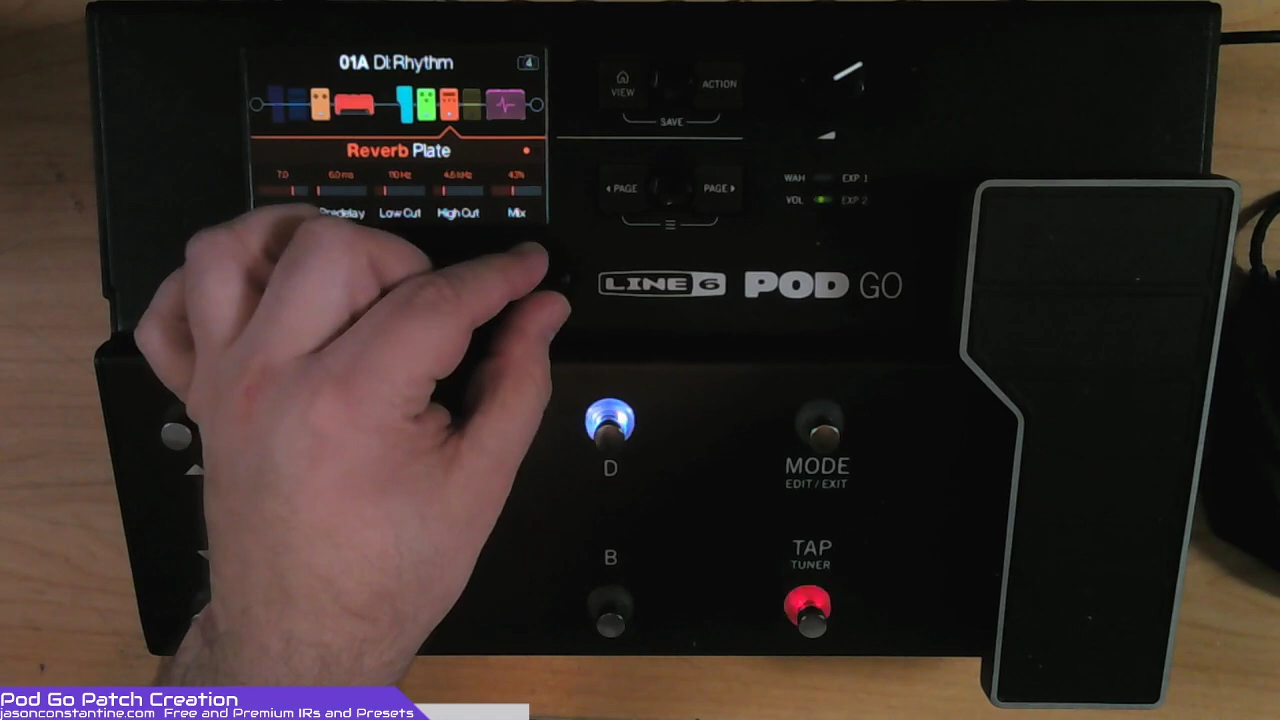 01A DI: Rhythm
4
Reverb Plate
7.0 6.0 ms 110 Hz 4.6 kHz 43%
Predelay Low Cut High Cut Mix
VIEW ACTION
SAVE
PAGE PAGE
WAH EXP 1
VOL EXP 2
LINE 6 POD GO
D
MODE
EDIT / EXIT
B
TAP
TUNER
Pod Go Patch Creation
jasonconstantine.com Free and Premium IRs and Presets